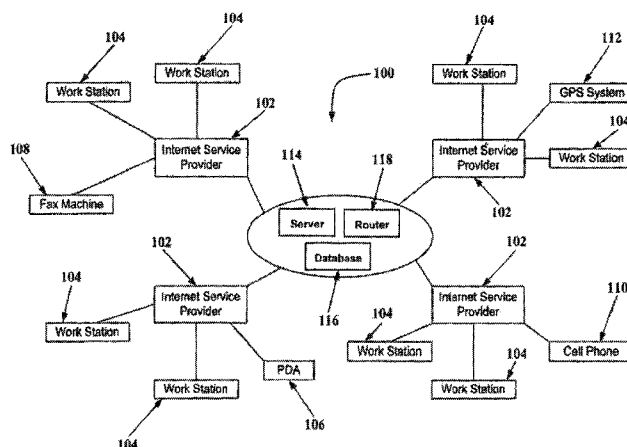 104
104
Work Station
Work Station
102
Internet Service
Provider
108
Fax Machine
100
104
Work Station
112
GPS System
104
Work Station
Internet Service
Provider
102
114
118
Server
Router
Database
116
102
Internet Service
Provider
104
Work Station
104
Work Station
PDA
106
102
Internet Service
Provider
104
Work Station
104
Work Station
110
Cell Phone